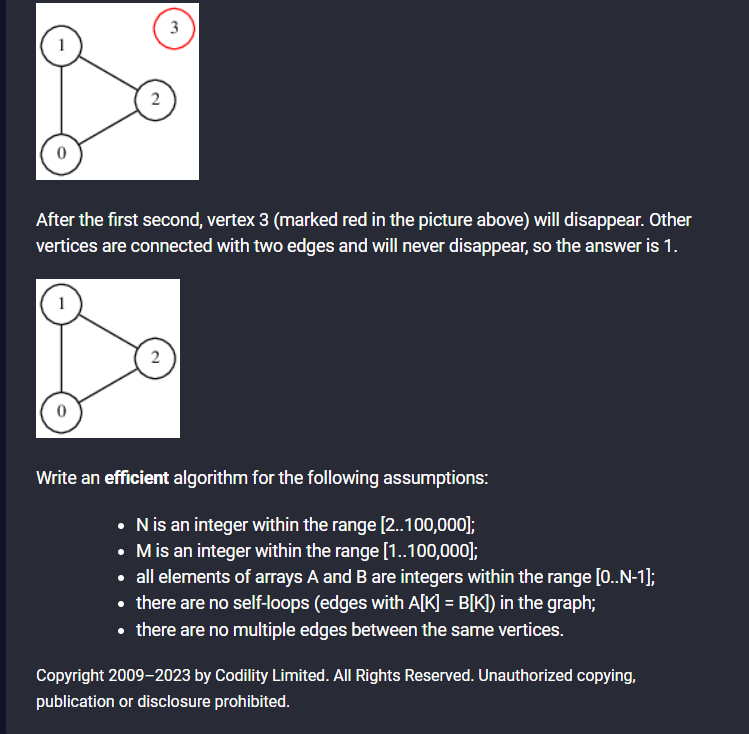 1
3
2
0
After the first second, vertex 3 (marked red in the picture above) will disappear. Other
vertices are connected with two edges and will never disappear, so the answer is 1.
1
2
0
Write an efficient algorithm for the following assumptions:
• N is an integer within the range [2..100,000];
• M is an integer within the range [1..100,000];
• all elements of arrays A and B are integers within the range [0..N-1];
• there are no self-loops (edges with A[K] = B[K]) in the graph;
• there are no multiple edges between the same vertices.
Copyright 2009–2023 by Codility Limited. All Rights Reserved. Unauthorized copying,
publication or disclosure prohibited.